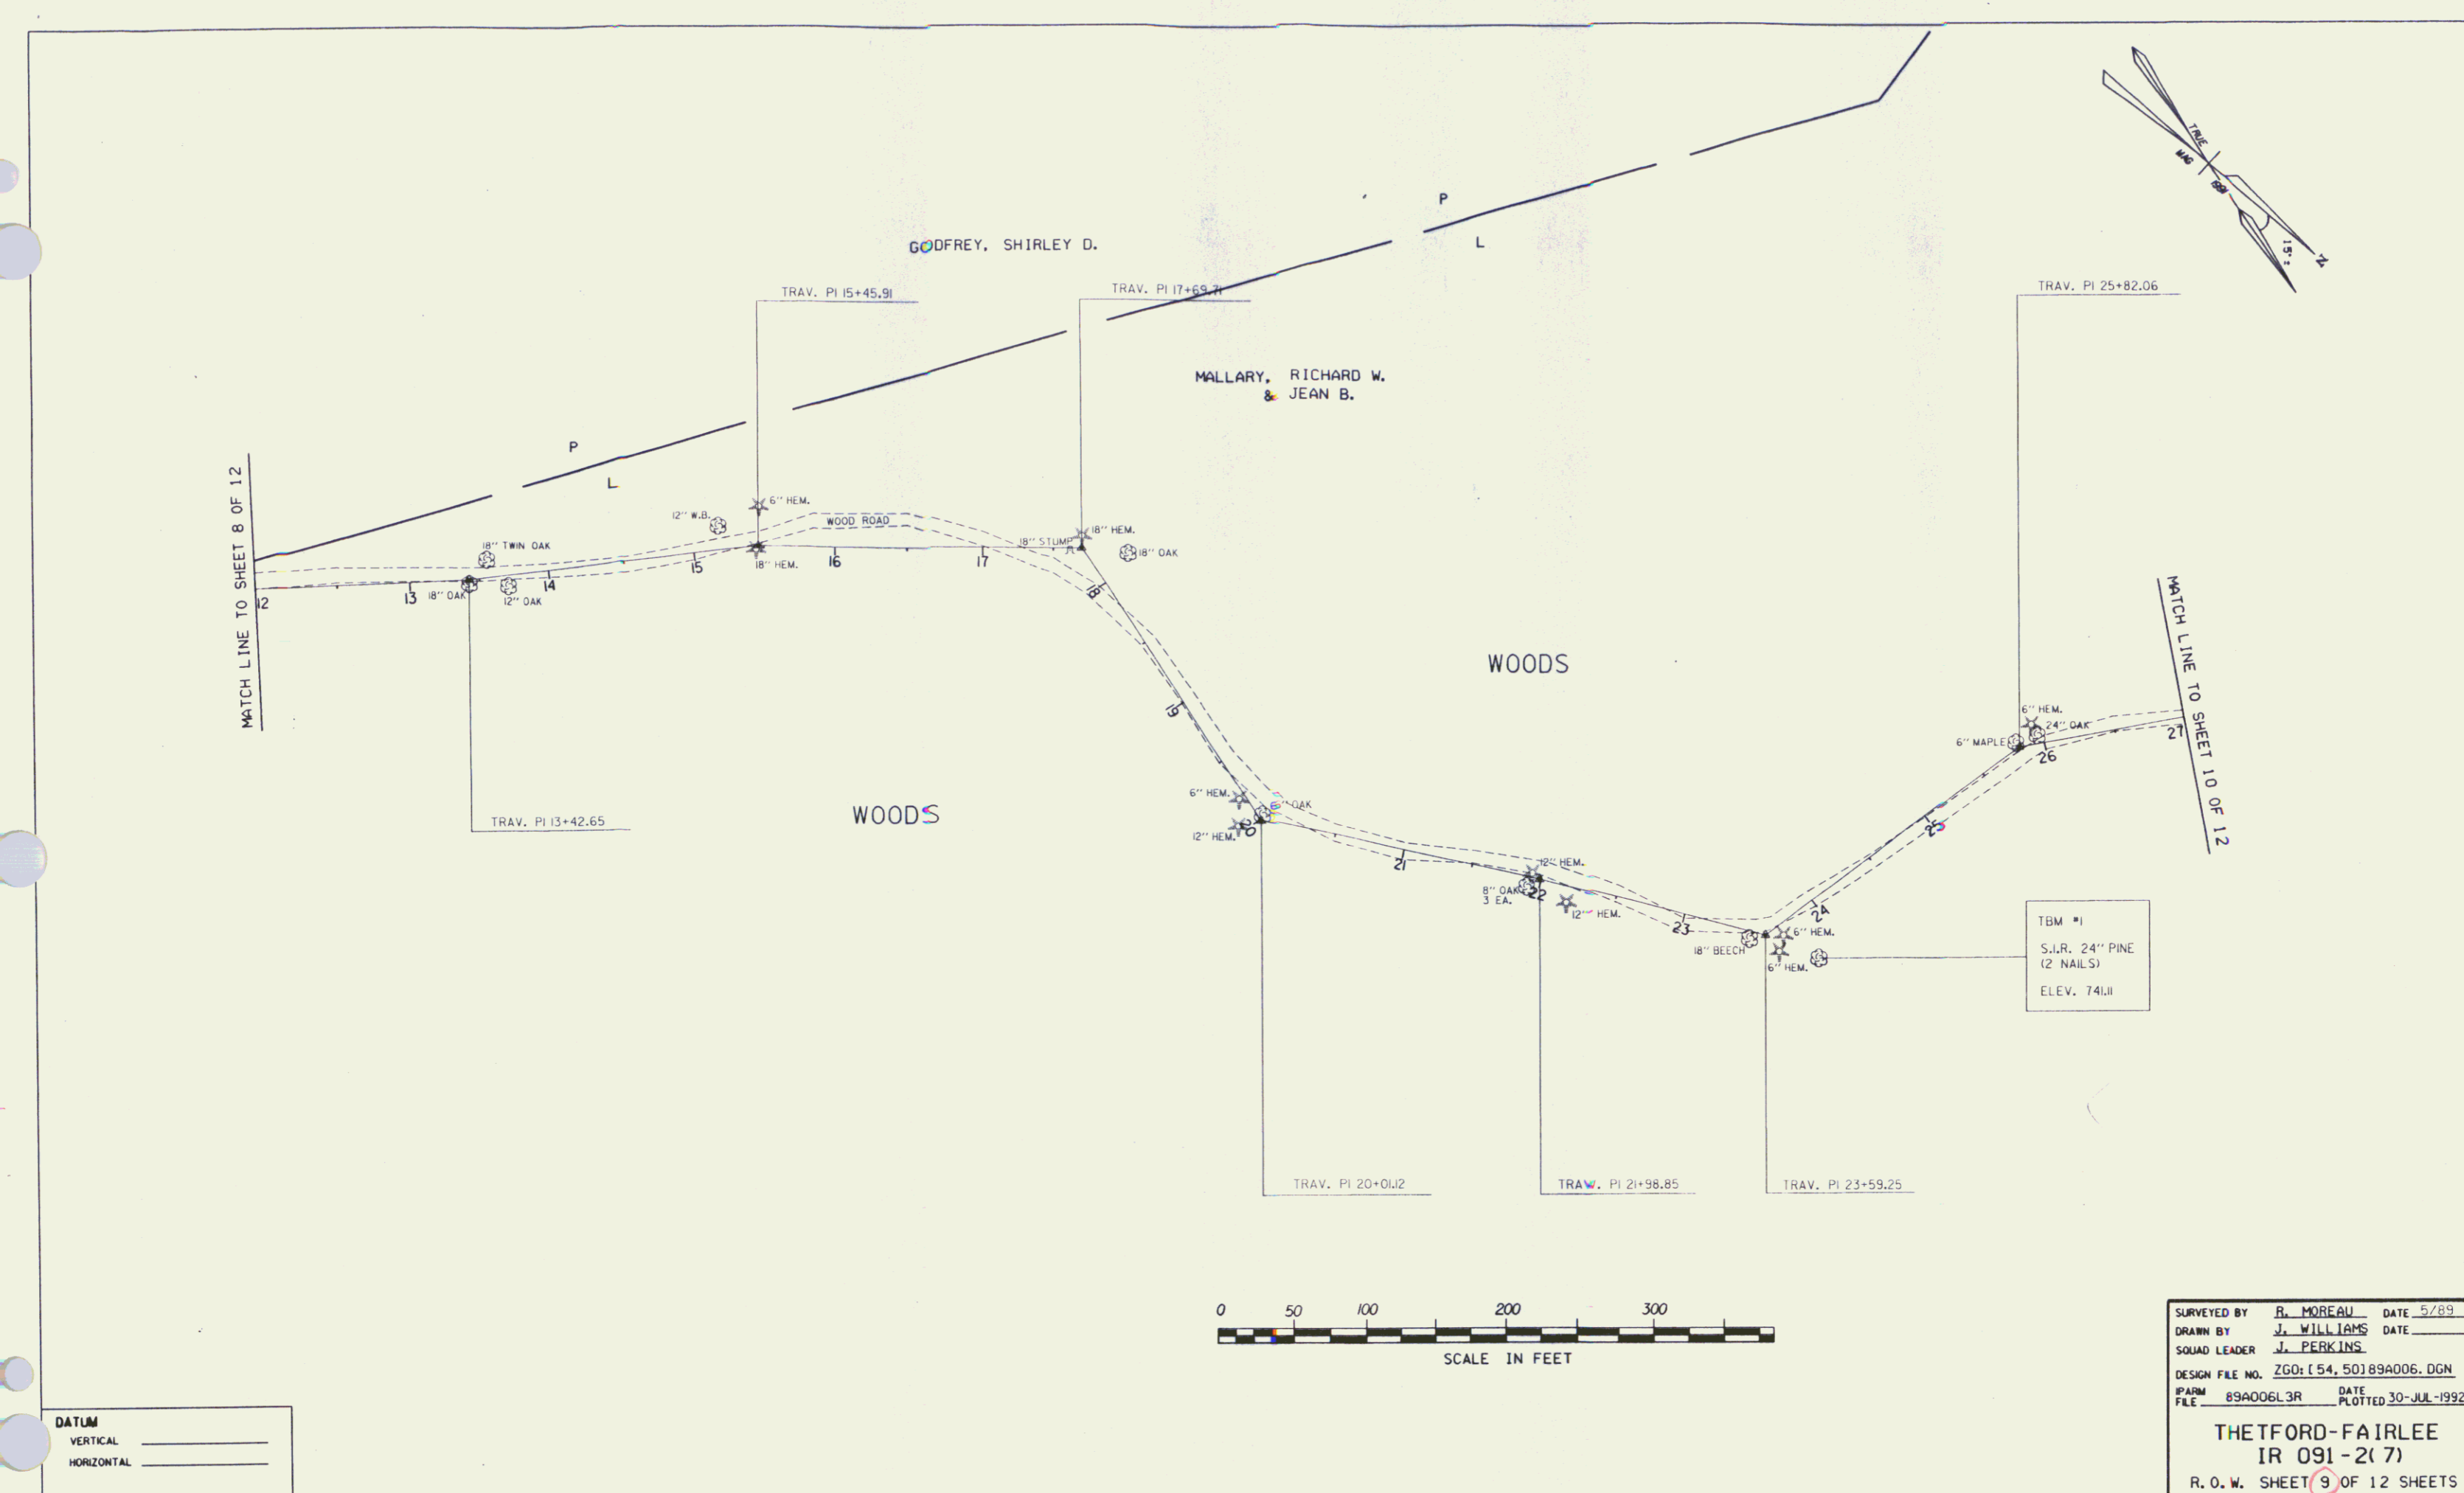 TRUE
MAG
1991
15°±
N
P
L
GODFREY, SHIRLEY D.
TRAV. PI 15+45.91
TRAV. PI 17+69.71
TRAV. PI 25+82.06
MALLARY, RICHARD W.
& JEAN B.
P
L
MATCH LINE TO SHEET 8 OF 12
6" HEM.
12" W.B.
WOOD ROAD
18" STUMP
18" HEM.
18" OAK
18" TWIN OAK
18" HEM.
12
13
18" OAK
12" OAK
14
15
16
17
18
19
MATCH LINE TO SHEET 10 OF 12
WOODS
6" HEM.
24" OAK
6" MAPLE
26
27
6" HEM.
6" OAK
12" HEM.
20
WOODS
TRAV. PI 13+42.65
21
12" HEM.
8" OAK
3 EA.
22
12" HEM.
23
24
25
18" BEECH
6" HEM.
6" HEM.
TBM #1
S.I.R. 24" PINE
(2 NAILS)
ELEV. 741.11
TRAV. PI 20+01.12
TRAV. PI 21+98.85
TRAV. PI 23+59.25
0 50 100 200 300
SCALE IN FEET
DATUM
VERTICAL
HORIZONTAL
SURVEYED BY R. MOREAU DATE 5/89
DRAWN BY J. WILLIAMS DATE
SQUAD LEADER J. PERKINS
DESIGN FILE NO. ZGO:[54,50]89A006.DGN
IPARM FILE 89A006L3R DATE PLOTTED 30-JUL-1992
THETFORD-FAIRLEE
IR 091-2(7)
R.O.W. SHEET 9 OF 12 SHEETS